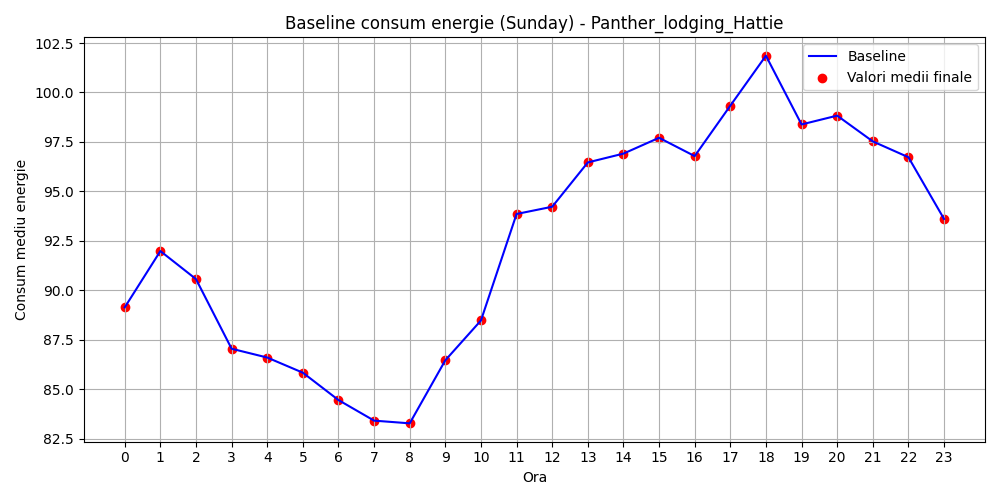 Baseline consum energie (Sunday) - Panther_lodging_Hattie
Baseline
Valori medii finale
Consum mediu energie
102.5
100.0
97.5
95.0
92.5
90.0
87.5
85.0
82.5
0 1 2 3 4 5 6 7 8 9 10 11 12 13 14 15 16 17 18 19 20 21 22 23
Ora